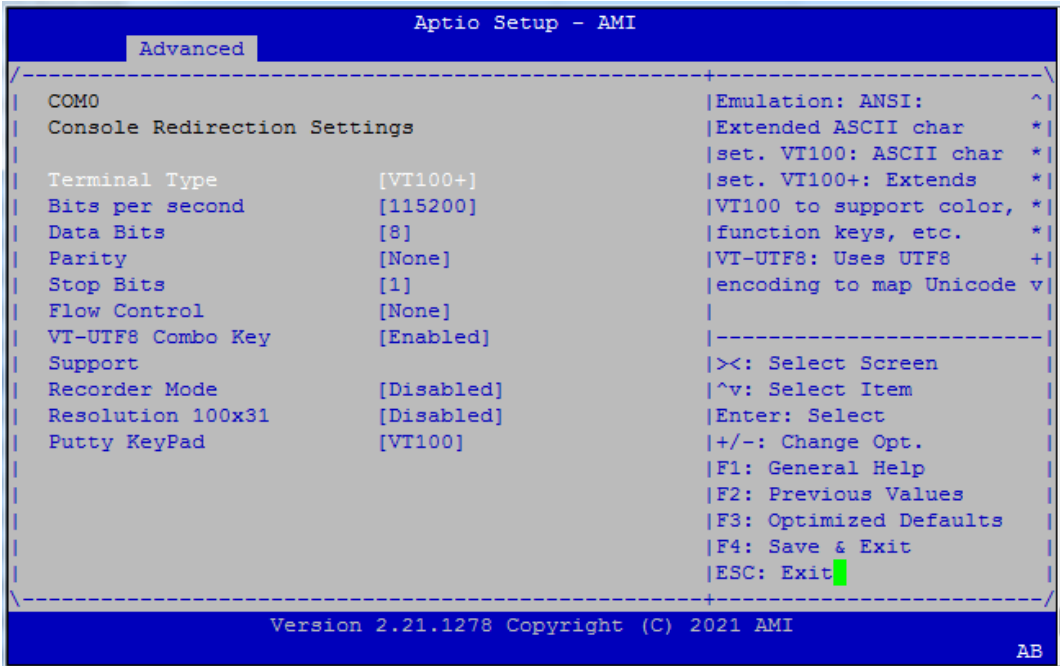 Aptio Setup - AMI
Advanced
/----------------------------------------------------+-------------------------\
| COM0 |Emulation: ANSI: ^|
| Console Redirection Settings |Extended ASCII char *|
| |set. VT100: ASCII char *|
| Terminal Type [VT100+] |set. VT100+: Extends *|
| Bits per second [115200] |VT100 to support color, *|
| Data Bits [8] |function keys, etc. *|
| Parity [None] |VT-UTF8: Uses UTF8 +|
| Stop Bits [1] |encoding to map Unicode v|
| Flow Control [None] | |
| VT-UTF8 Combo Key [Enabled] |-------------------------|
| Support |><: Select Screen |
| Recorder Mode [Disabled] |^v: Select Item |
| Resolution 100x31 [Disabled] |Enter: Select |
| Putty KeyPad [VT100] |+/-: Change Opt. |
| |F1: General Help |
| |F2: Previous Values |
| |F3: Optimized Defaults |
| |F4: Save & Exit |
| |ESC: Exit |
\----------------------------------------------------+-------------------------/
Version 2.21.1278 Copyright (C) 2021 AMI
AB